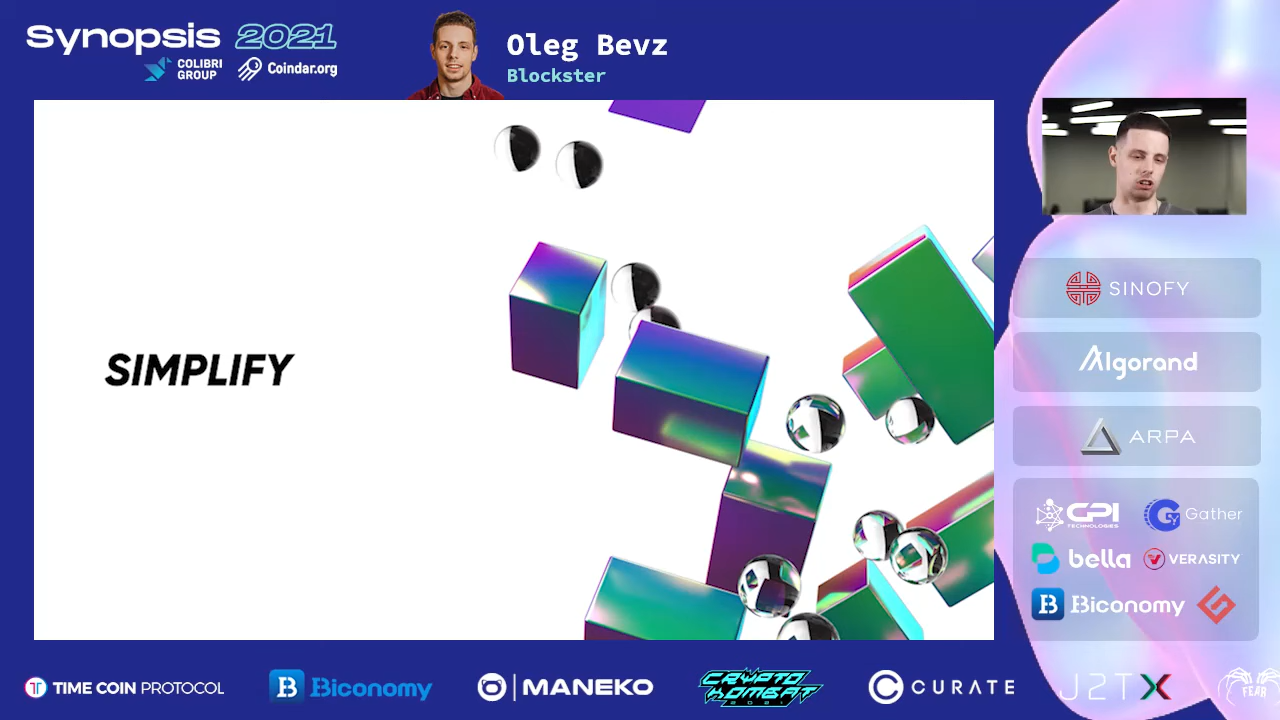 Synopsis 2021
COLIBRI
GROUP
Coindar.org
Oleg Bevz
Blockster
SIMPLIFY
SINOFY
Algorand
ARPA
CPI
TECHNOLOGIES
Gather
bella
VERASITY
B Biconomy
TIME COIN PROTOCOL
B Biconomy
MANEKO
CRYPTO
KOMBAT
2021
CURATE
J2TX
FEAR